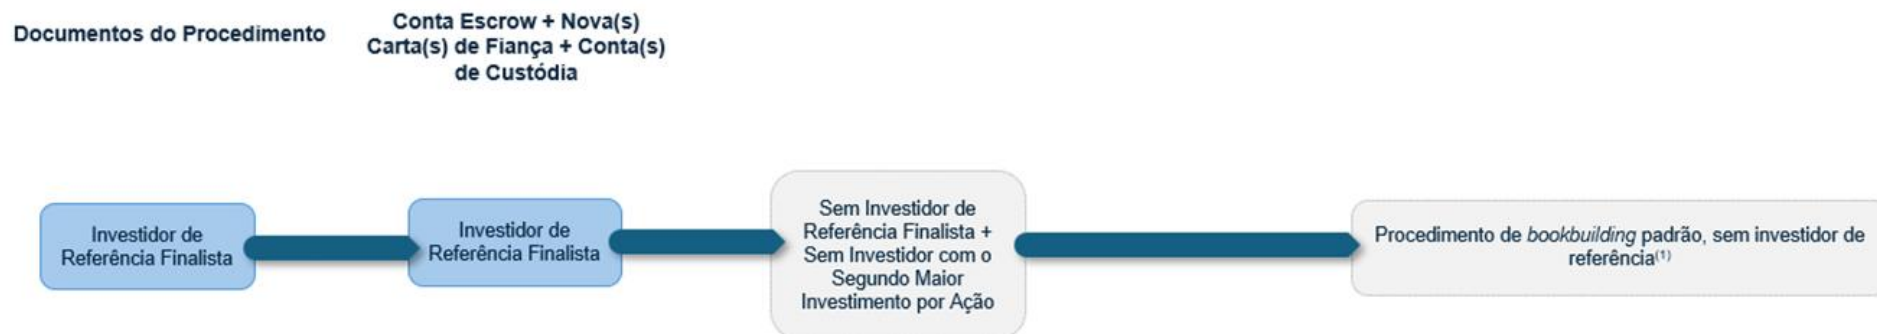 Documentos do Procedimento
Conta Escrow + Nova(s)
Carta(s) de Fiança + Conta(s)
de Custódia
Investidor de
Referência Finalista
Investidor de
Referência Finalista
Sem Investidor de
Referência Finalista +
Sem Investidor com o
Segundo Maior
Investimento por Ação
Procedimento de bookbuilding padrão, sem investidor de
referência(1)